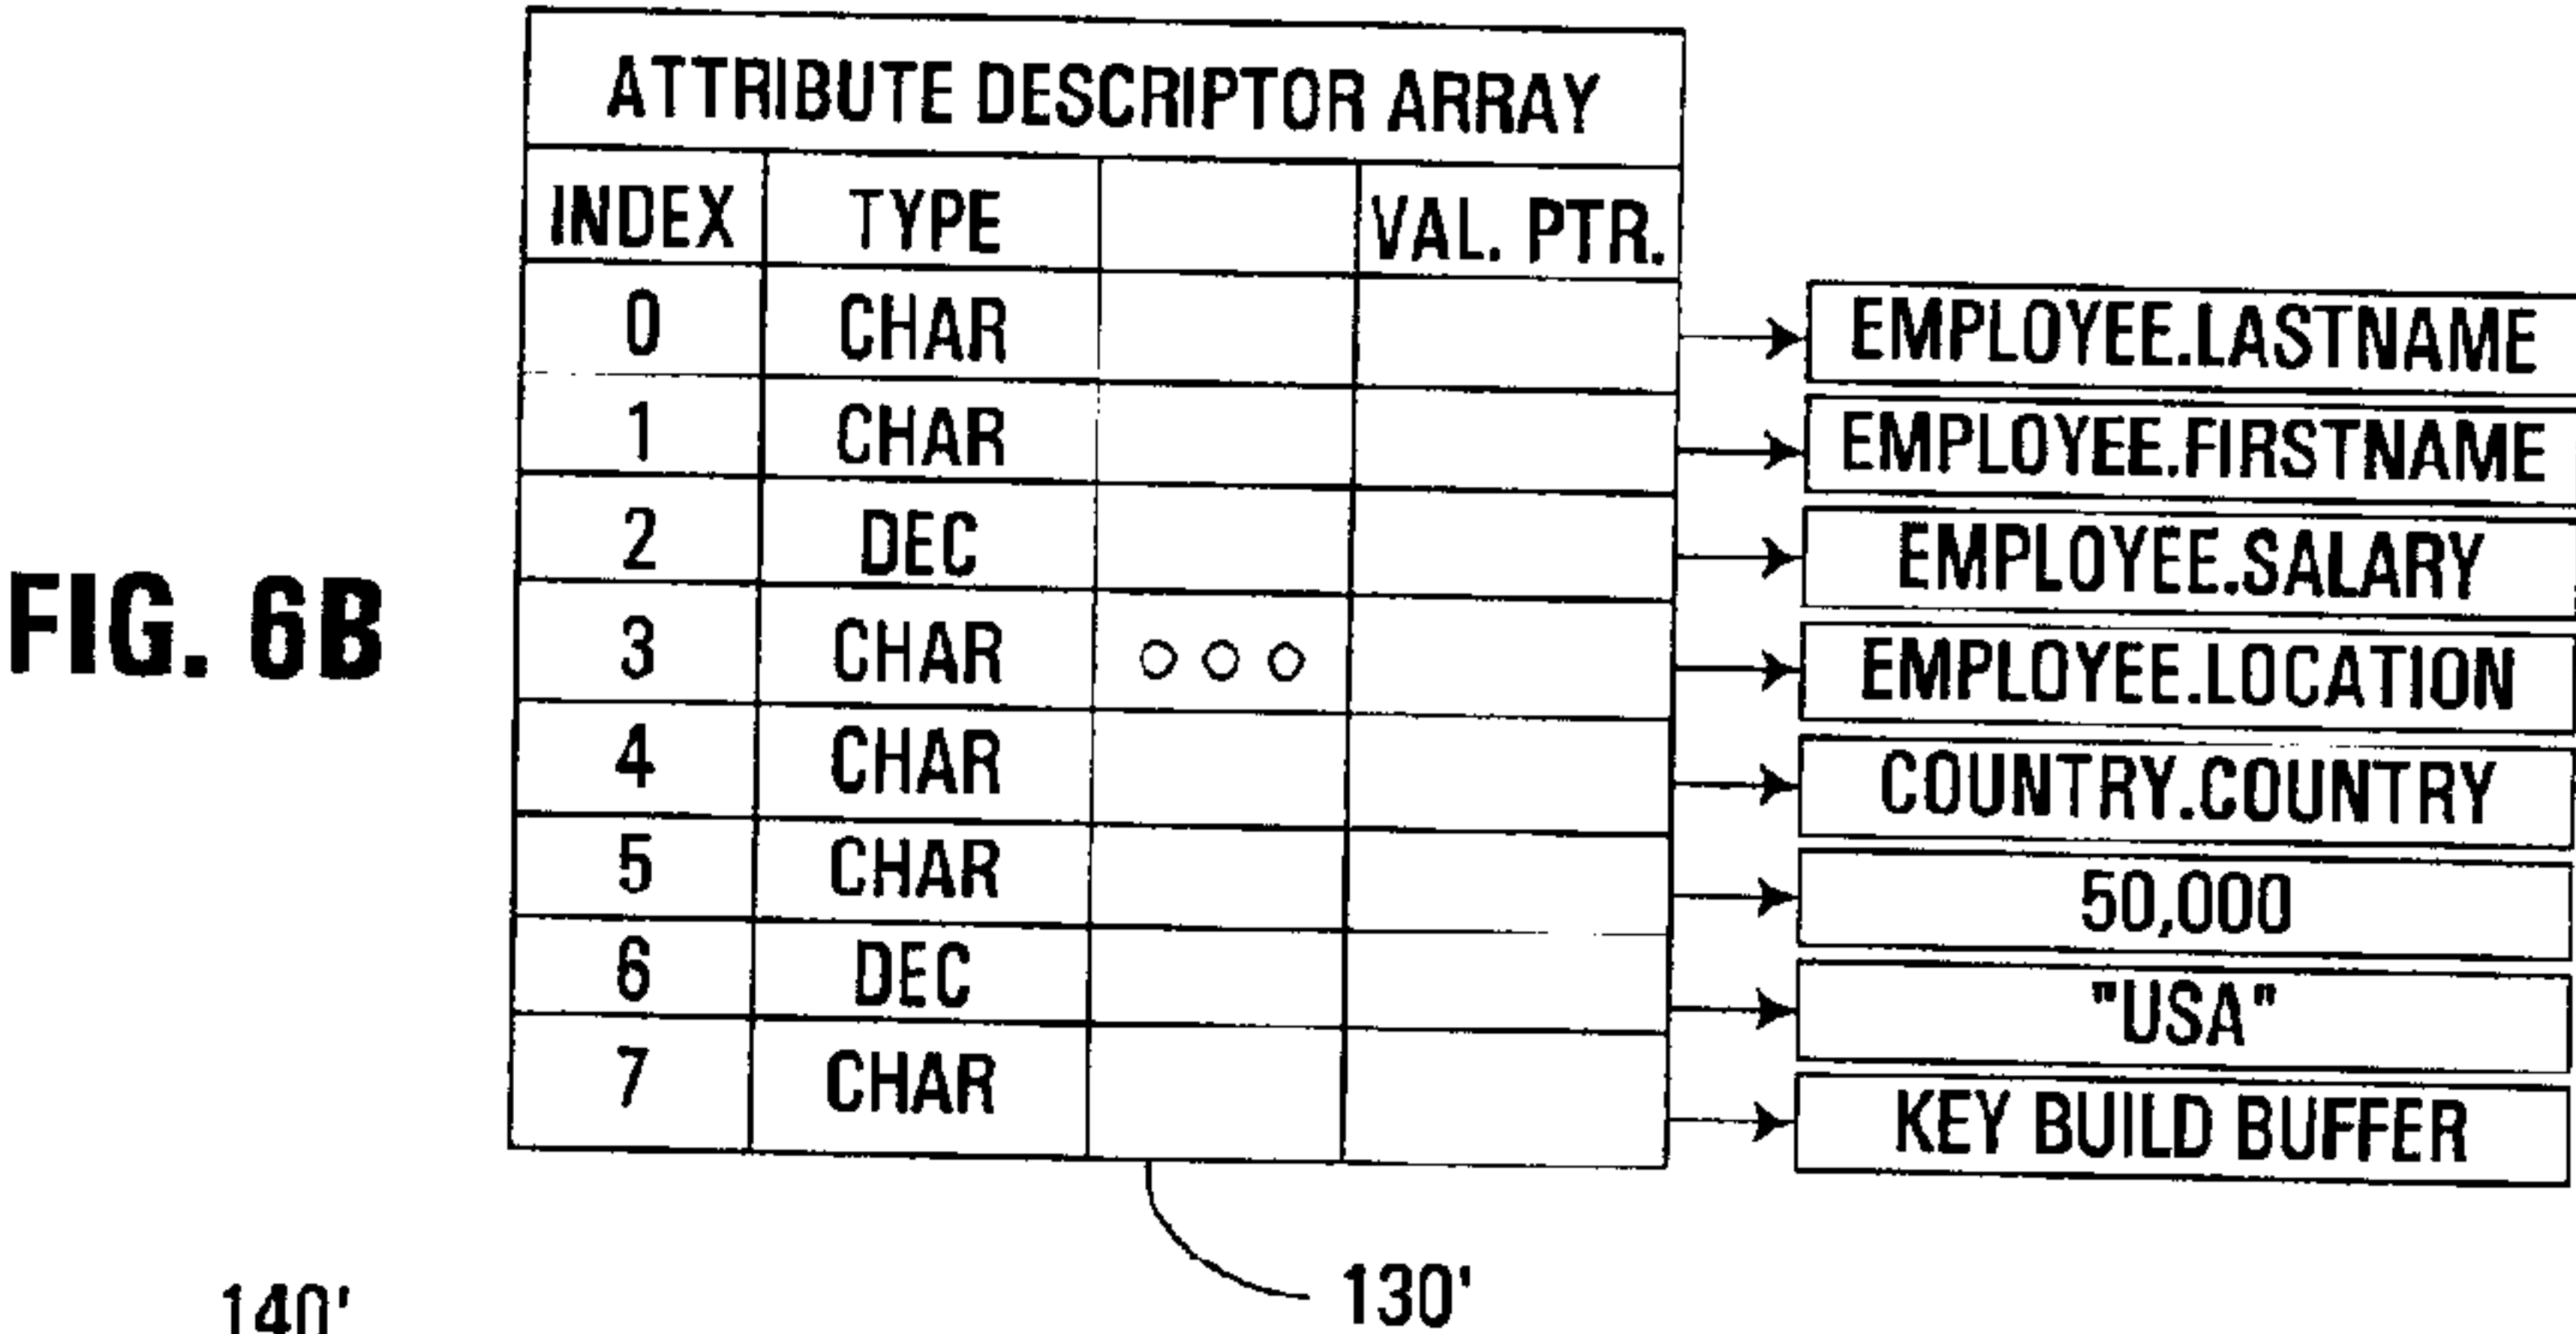 ATTRIBUTE DESCRIPTOR ARRAY
INDEX TYPE VAL. PTR.
0 CHAR EMPLOYEE.LASTNAME
1 CHAR EMPLOYEE.FIRSTNAME
2 DEC EMPLOYEE.SALARY
FIG. 6B
3 CHAR EMPLOYEE.LOCATION
4 CHAR COUNTRY.COUNTRY
5 CHAR 50,000
6 DEC "USA"
7 CHAR KEY BUILD BUFFER
130'
140'